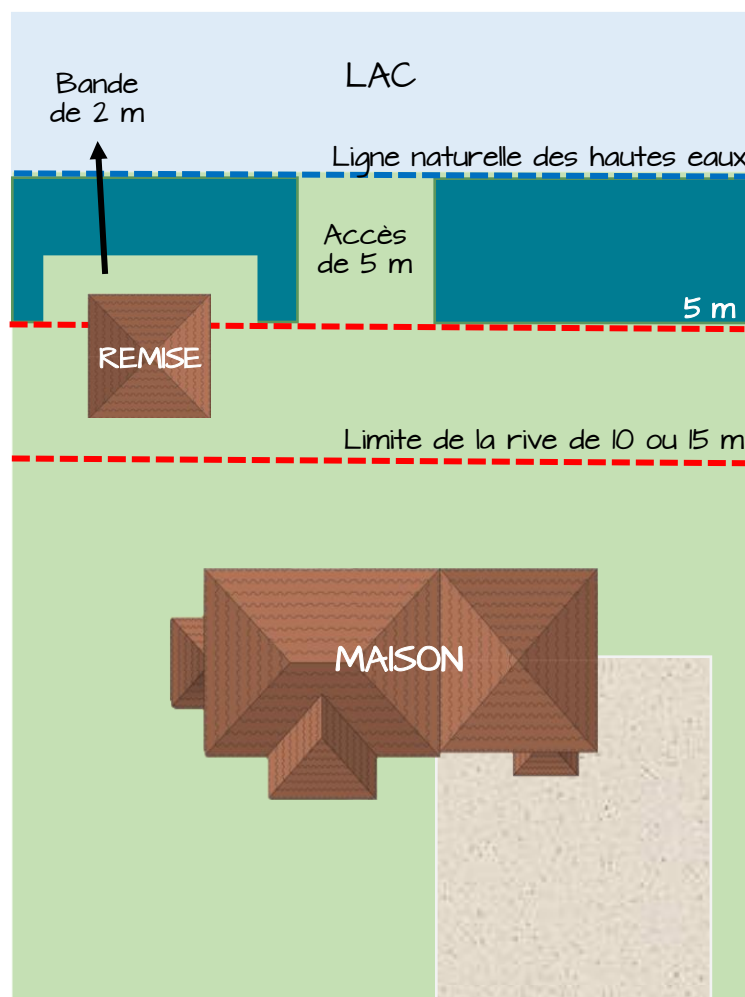 LAC
Bande
de 2 m
Ligne naturelle des hautes eaux
Accès
de 5 m
5 m
REMISE
Limite de la rive de 10 ou 15 m
MAISON